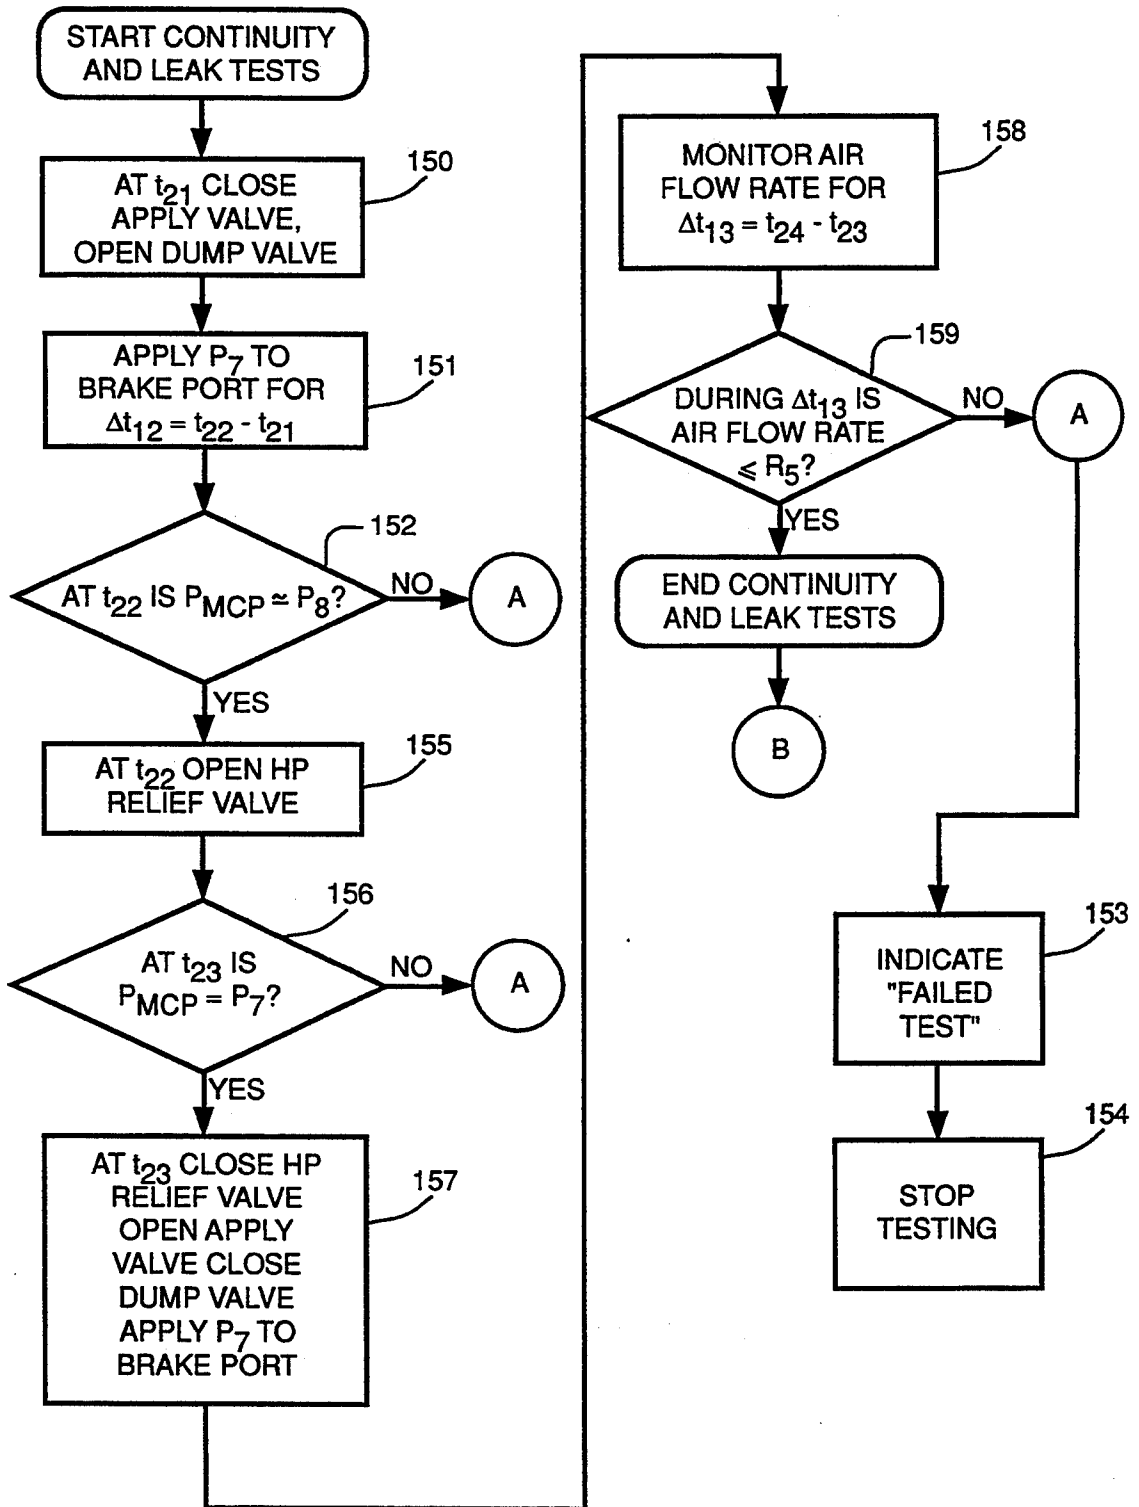 START CONTINUITY
AND LEAK TESTS
150
AT t21 CLOSE
APPLY VALVE,
OPEN DUMP VALVE
151
APPLY P7 TO
BRAKE PORT FOR
Δt12 = t22 - t21
152
AT t22 IS PMCP ≃ P8?
NO
A
YES
155
AT t22 OPEN HP
RELIEF VALVE
156
AT t23 IS
PMCP = P7?
NO
A
YES
157
AT t23 CLOSE HP
RELIEF VALVE
OPEN APPLY
VALVE CLOSE
DUMP VALVE
APPLY P7 TO
BRAKE PORT
158
MONITOR AIR
FLOW RATE FOR
Δt13 = t24 - t23
159
DURING Δt13 IS
AIR FLOW RATE
≤ R5?
NO
A
YES
END CONTINUITY
AND LEAK TESTS
B
153
INDICATE
"FAILED
TEST"
154
STOP
TESTING